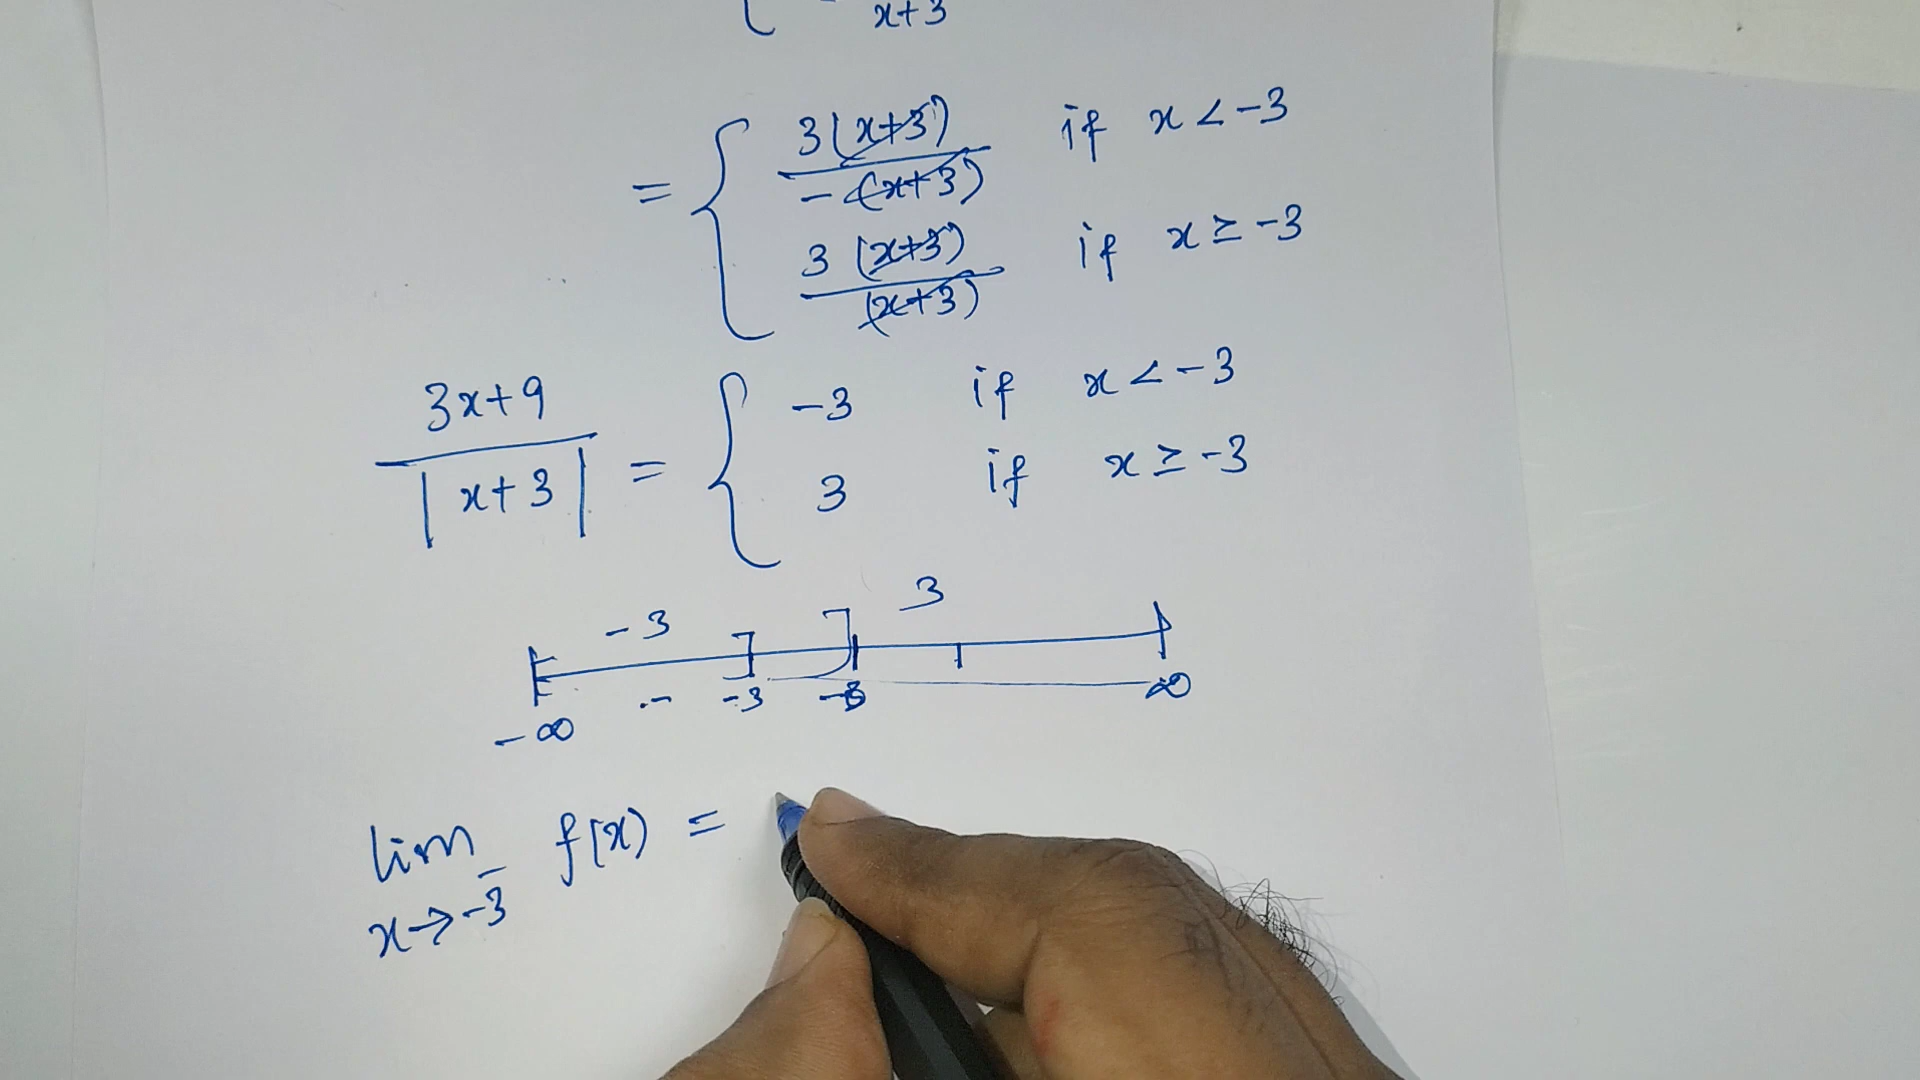 x+3
= { 3(x+3) / -(x+3) if x < -3
3 (x+3) / (x+3) if x ≥ -3
3x+9 / |x+3| = { -3 if x < -3
3 if x ≥ -3
-3 3
-∞ -3 -3 ∞
lim x→-3⁻ f(x) =